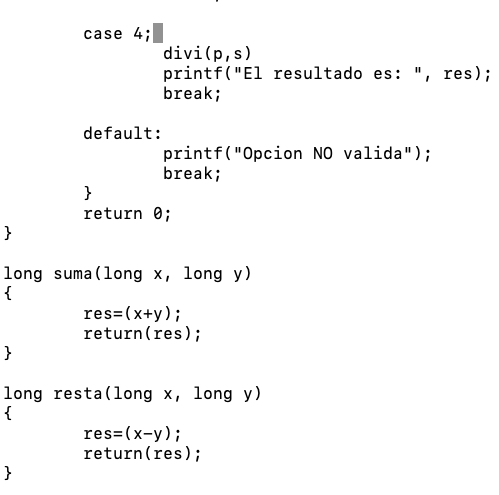 case 4;
divi(p,s)
printf("El resultado es: ", res);
break;
default:
printf("Opcion NO valida");
break;
}
return 0;
}
long suma(long x, long y)
{
res=(x+y);
return(res);
}
long resta(long x, long y)
{
res=(x-y);
return(res);
}